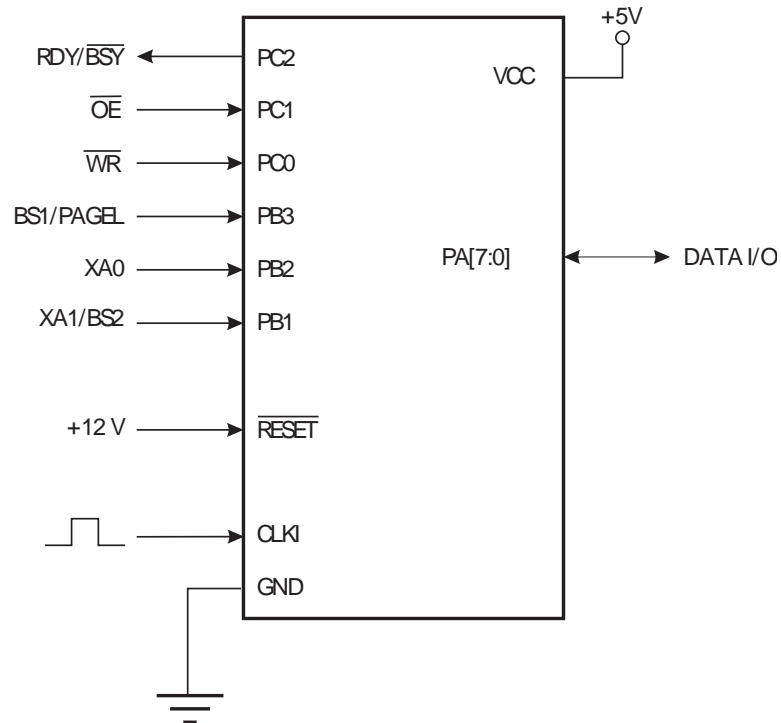 +5V
RDY/BSY PC2
VCC
OE PC1
WR PC0
BS1/PAGEL PB3
PA[7:0] DATA I/O
XA0 PB2
XA1/BS2 PB1
+12 V RESET
CLKI
GND